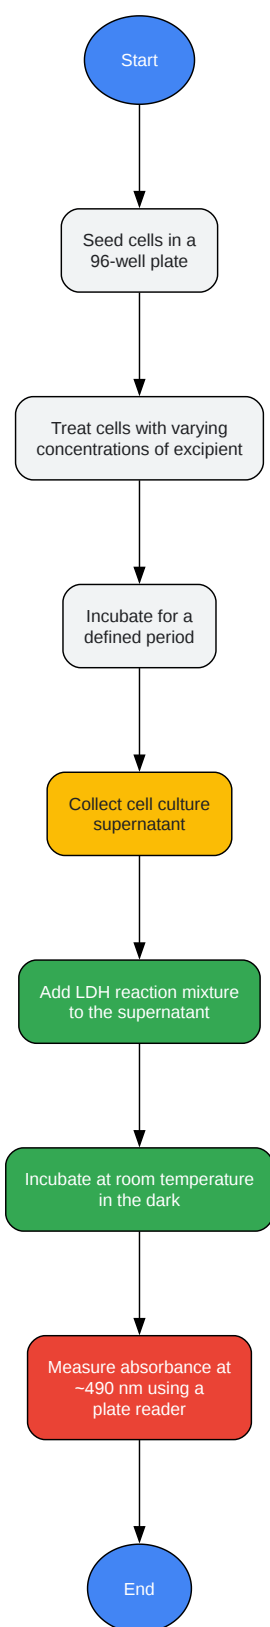 Start
Seed cells in a
96-well plate
Treat cells with varying
concentrations of excipient
Incubate for a
defined period
Collect cell culture
supernatant
Add LDH reaction mixture
to the supernatant
Incubate at room temperature
in the dark
Measure absorbance at
~490 nm using a
plate reader
End